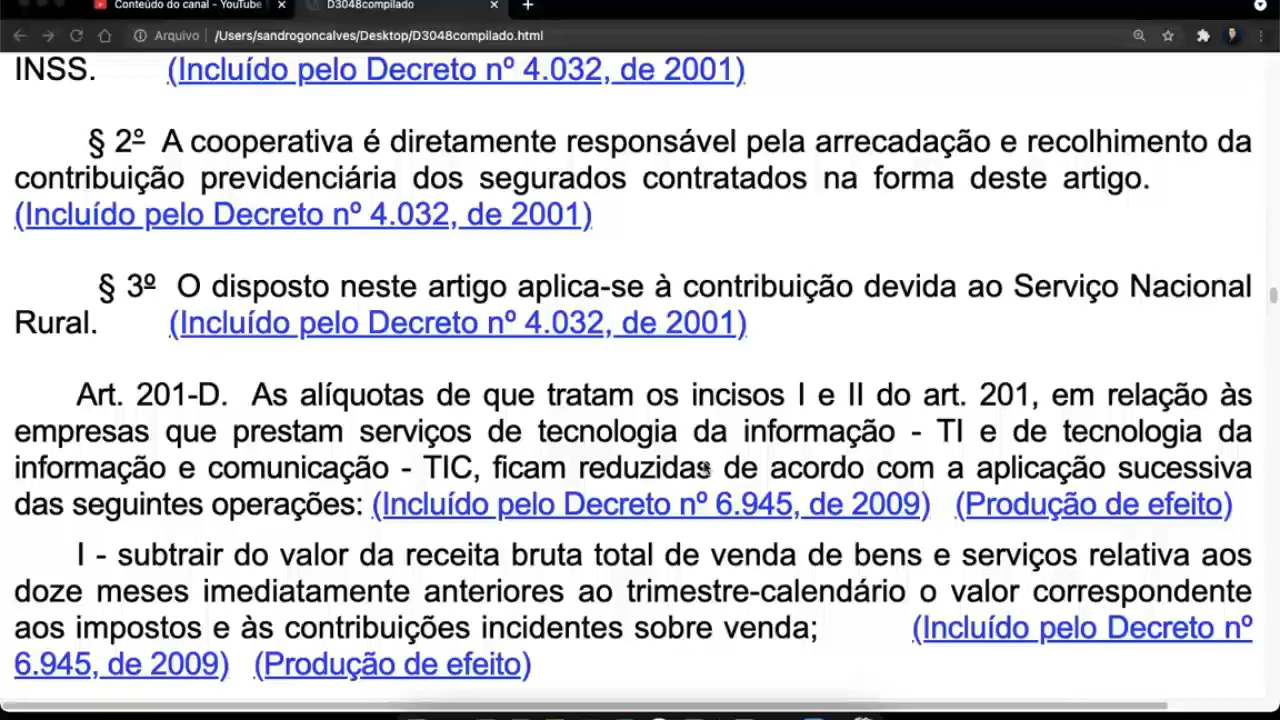 Conteúdo do canal - YouTube
D3048compilado
Arquivo /Users/sandrogoncalves/Desktop/D3048compilado.html
INSS. (Incluído pelo Decreto nº 4.032, de 2001)
§ 2º A cooperativa é diretamente responsável pela arrecadação e recolhimento da
contribuição previdenciária dos segurados contratados na forma deste artigo.
(Incluído pelo Decreto nº 4.032, de 2001)
§ 3º O disposto neste artigo aplica-se à contribuição devida ao Serviço Nacional
Rural. (Incluído pelo Decreto nº 4.032, de 2001)
Art. 201-D. As alíquotas de que tratam os incisos I e II do art. 201, em relação às
empresas que prestam serviços de tecnologia da informação - TI e de tecnologia da
informação e comunicação - TIC, ficam reduzidas de acordo com a aplicação sucessiva
das seguintes operações: (Incluído pelo Decreto nº 6.945, de 2009) (Produção de efeito)
I - subtrair do valor da receita bruta total de venda de bens e serviços relativa aos
doze meses imediatamente anteriores ao trimestre-calendário o valor correspondente
aos impostos e às contribuições incidentes sobre venda; (Incluído pelo Decreto nº
6.945, de 2009) (Produção de efeito)